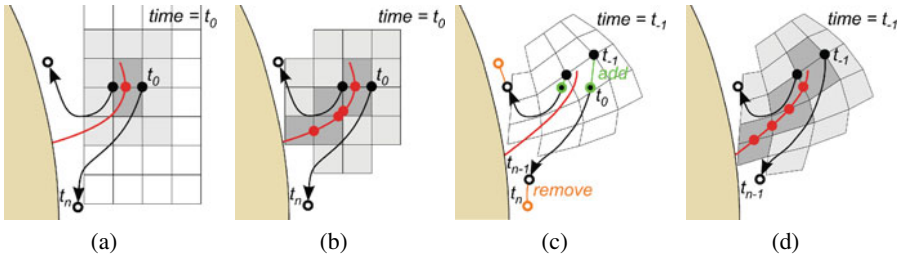 time = t0
t0
tn
(a)
time = t0
t0
tn
(b)
time = t-1
t-1
add
t0
tn-1
tn
remove
(c)
time = t-1
t-1
tn-1
(d)